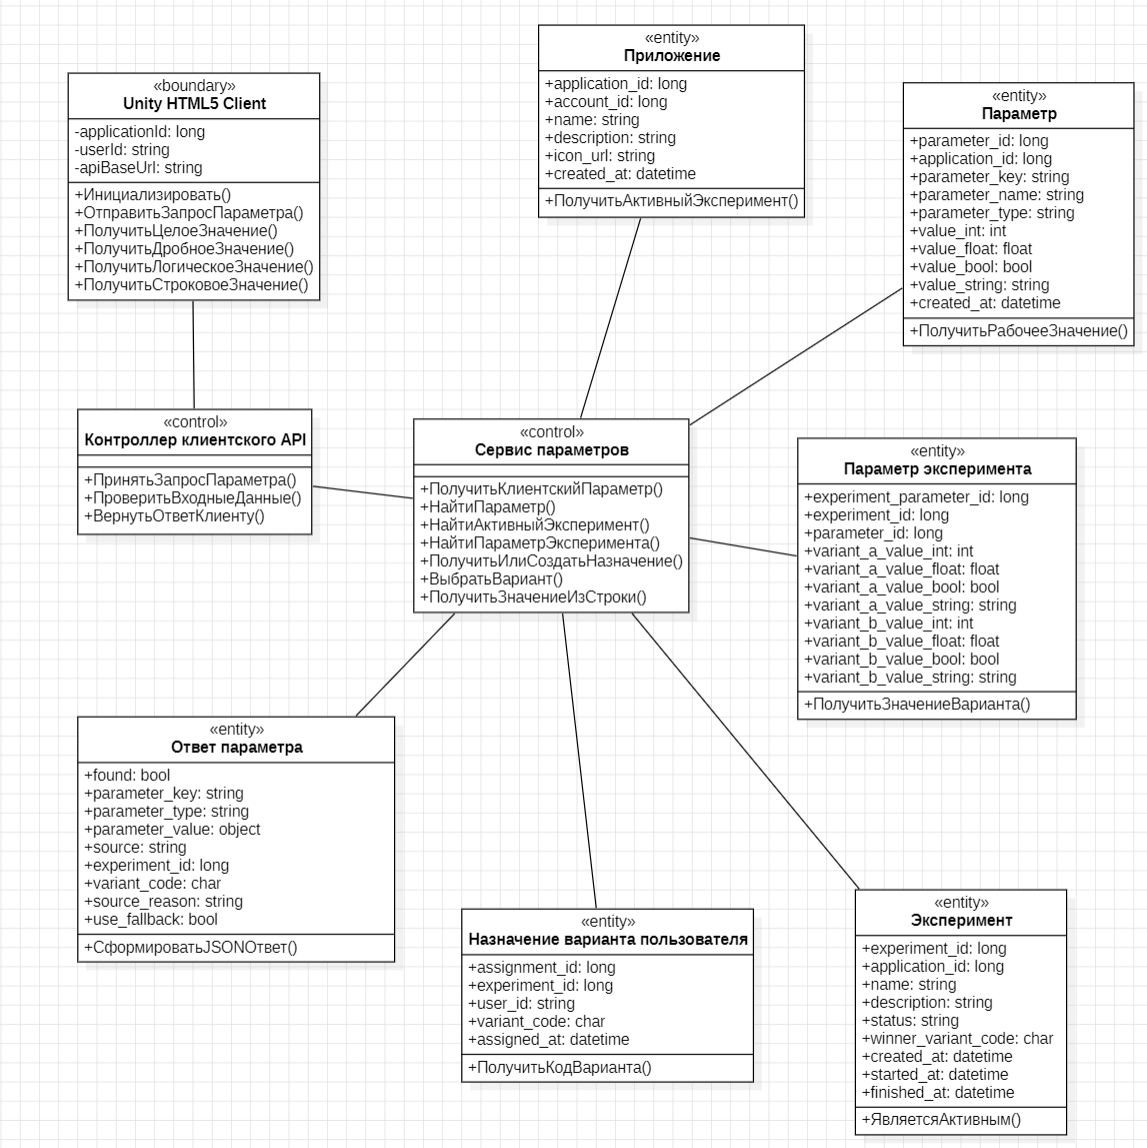 «boundary»
Unity HTML5 Client
-applicationId: long
-userId: string
-apiBaseUrl: string
+Инициализировать()
+ОтправитьЗапросПараметра()
+ПолучитьЦелоеЗначение()
+ПолучитьДробноеЗначение()
+ПолучитьЛогическоеЗначение()
+ПолучитьСтроковоеЗначение()
«entity»
Приложение
+application_id: long
+account_id: long
+name: string
+description: string
+icon_url: string
+created_at: datetime
+ПолучитьАктивныйЭксперимент()
«entity»
Параметр
+parameter_id: long
+application_id: long
+parameter_key: string
+parameter_name: string
+parameter_type: string
+value_int: int
+value_float: float
+value_bool: bool
+value_string: string
+created_at: datetime
+ПолучитьРабочееЗначение()
«control»
Контроллер клиентского API
+ПринятьЗапросПараметра()
+ПроверитьВходныеДанные()
+ВернутьОтветКлиенту()
«control»
Сервис параметров
+ПолучитьКлиентскийПараметр()
+НайтиПараметр()
+НайтиАктивныйЭксперимент()
+НайтиПараметрЭксперимента()
+ПолучитьИлиСоздатьНазначение()
+ВыбратьВариант()
+ПолучитьЗначениеИзСтроки()
«entity»
Параметр эксперимента
+experiment_parameter_id: long
+experiment_id: long
+parameter_id: long
+variant_a_value_int: int
+variant_a_value_float: float
+variant_a_value_bool: bool
+variant_a_value_string: string
+variant_b_value_int: int
+variant_b_value_float: float
+variant_b_value_bool: bool
+variant_b_value_string: string
+ПолучитьЗначениеВарианта()
«entity»
Ответ параметра
+found: bool
+parameter_key: string
+parameter_type: string
+parameter_value: object
+source: string
+experiment_id: long
+variant_code: char
+source_reason: string
+use_fallback: bool
+СформироватьJSONОтвет()
«entity»
Назначение варианта пользователя
+assignment_id: long
+experiment_id: long
+user_id: string
+variant_code: char
+assigned_at: datetime
+ПолучитьКодВарианта()
«entity»
Эксперимент
+experiment_id: long
+application_id: long
+name: string
+description: string
+status: string
+winner_variant_code: char
+created_at: datetime
+started_at: datetime
+finished_at: datetime
+ЯвляетсяАктивным()